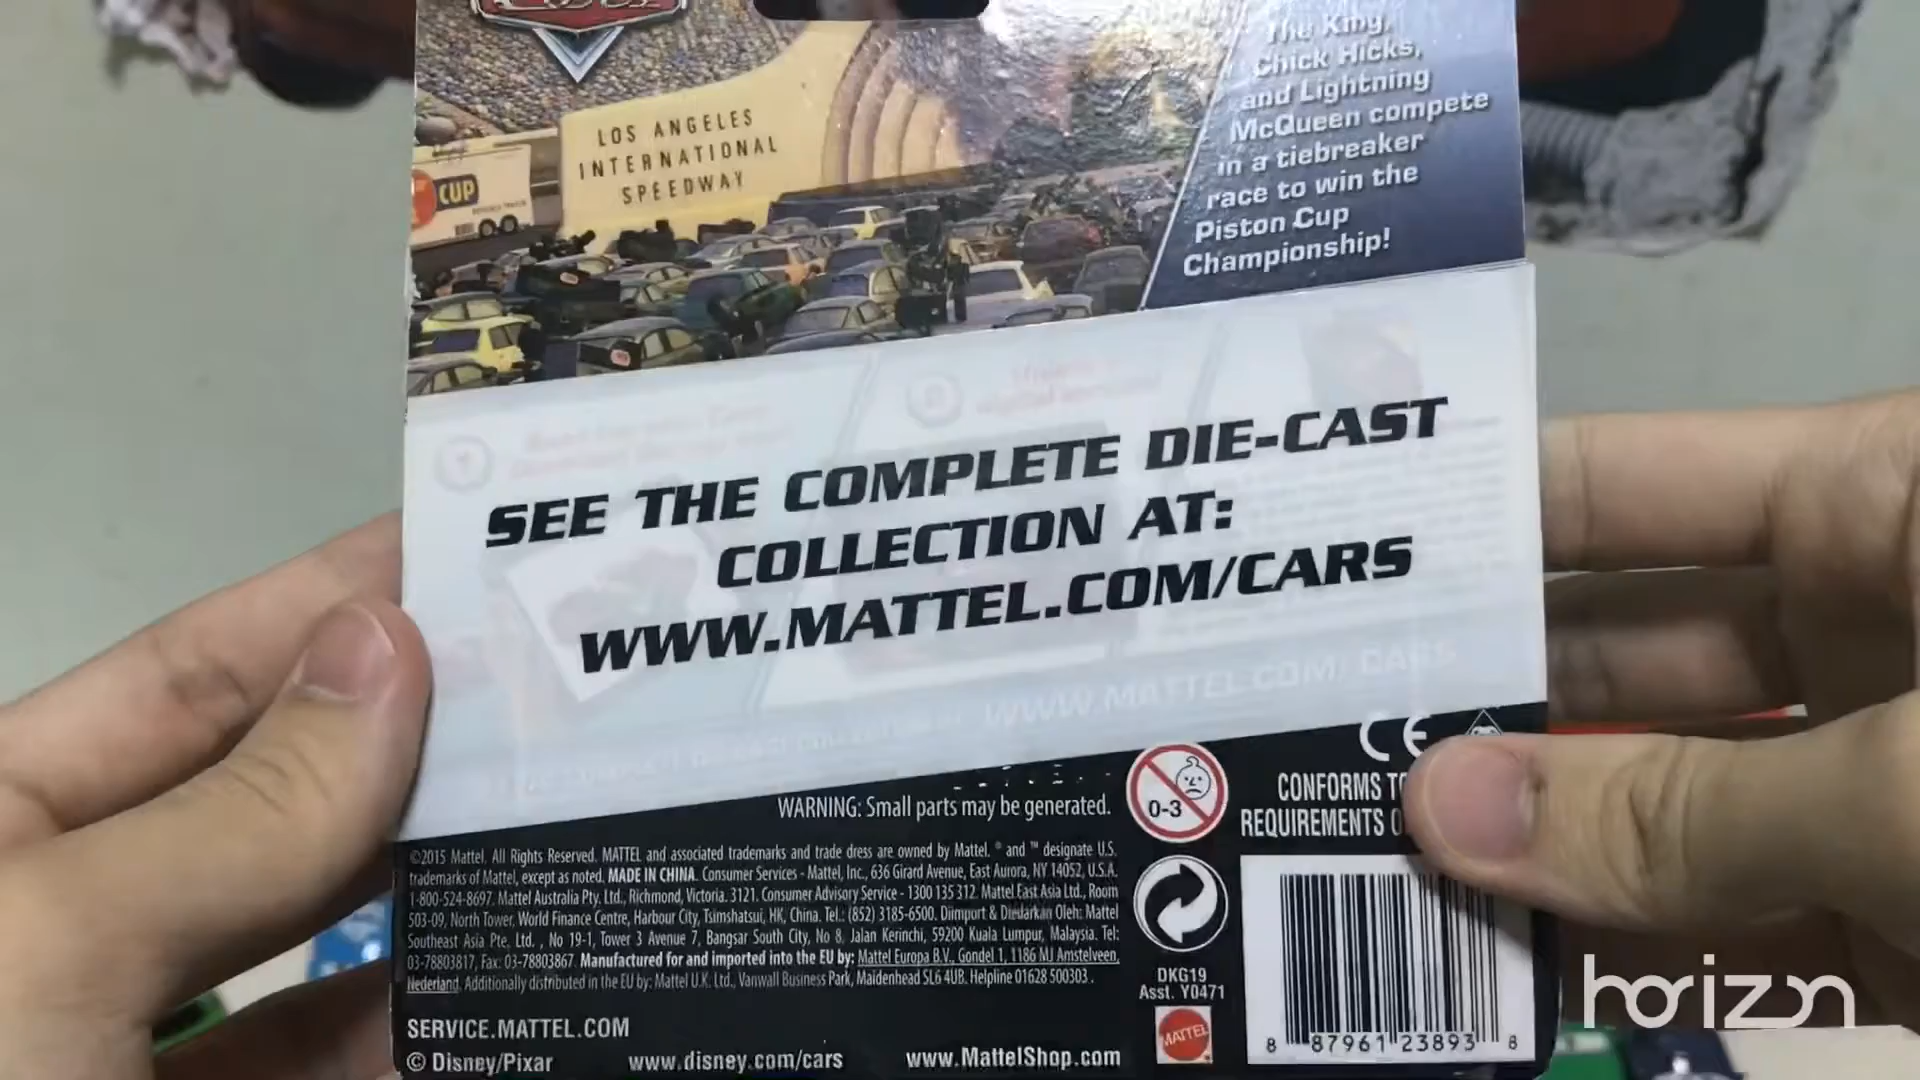 The King,
Chick Hicks,
and Lightning
McQueen compete
in a tiebreaker
race to win the
Piston Cup
Championship!
LOS ANGELES
INTERNATIONAL
SPEEDWAY
CUP
SEE THE COMPLETE DIE-CAST
COLLECTION AT:
WWW.MATTEL.COM/CARS
WWW.MATTEL.COM/ CARS
CE
WARNING: Small parts may be generated.
0-3
CONFORMS TO
REQUIREMENTS O
©2015 Mattel. All Rights Reserved. MATTEL and associated trademarks and trade dress are owned by Mattel. ® and ™ designate U.S.
trademarks of Mattel, except as noted. MADE IN CHINA. Consumer Services - Mattel, Inc., 636 Girard Avenue, East Aurora, NY 14052, U.S.A.
1-800-524-8697. Mattel Australia Pty. Ltd., Richmond, Victoria. 3121. Consumer Advisory Service - 1300 135 312. Mattel East Asia Ltd., Room
503-09, North Tower, World Finance Centre, Harbour City, Tsimshatsui, HK, China. Tel.: (852) 3185-6500. Diimport & Diedarkan Oleh: Mattel
Southeast Asia Pte. Ltd. , No 19-1, Tower 3 Avenue 7, Bangsar South City, No 8, Jalan Kerinchi, 59200 Kuala Lumpur, Malaysia. Tel:
03-78803817, Fax: 03-78803867. Manufactured for and imported into the EU by: Mattel Europa B.V., Gondel 1, 1186 MJ Amstelveen,
Nederland. Additionally distributed in the EU by: Mattel U.K. Ltd., Vanwall Business Park, Maidenhead SL6 4UB. Helpline 01628 500303.
DKG19
Asst. Y0471
MATTEL
SERVICE.MATTEL.COM
© Disney/Pixar www.disney.com/cars www.MattelShop.com
8 87961 23893 8
horizon